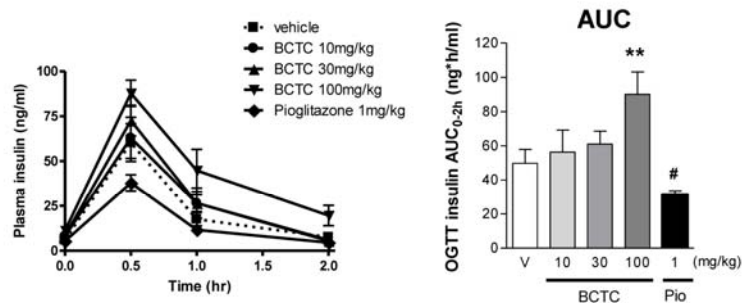 vehicle
BCTC 10mg/kg
BCTC 30mg/kg
BCTC 100mg/kg
Pioglitazone 1mg/kg
Plasma insulin (ng/ml)
100
75
50
25
0
0.0 0.5 1.0 1.5 2.0
Time (hr)
AUC
OGTT insulin AUC0-2h (ng*h/ml)
120
100
80
60
40
20
0
**
#
V 10 30 100 1 (mg/kg)
BCTC Pio